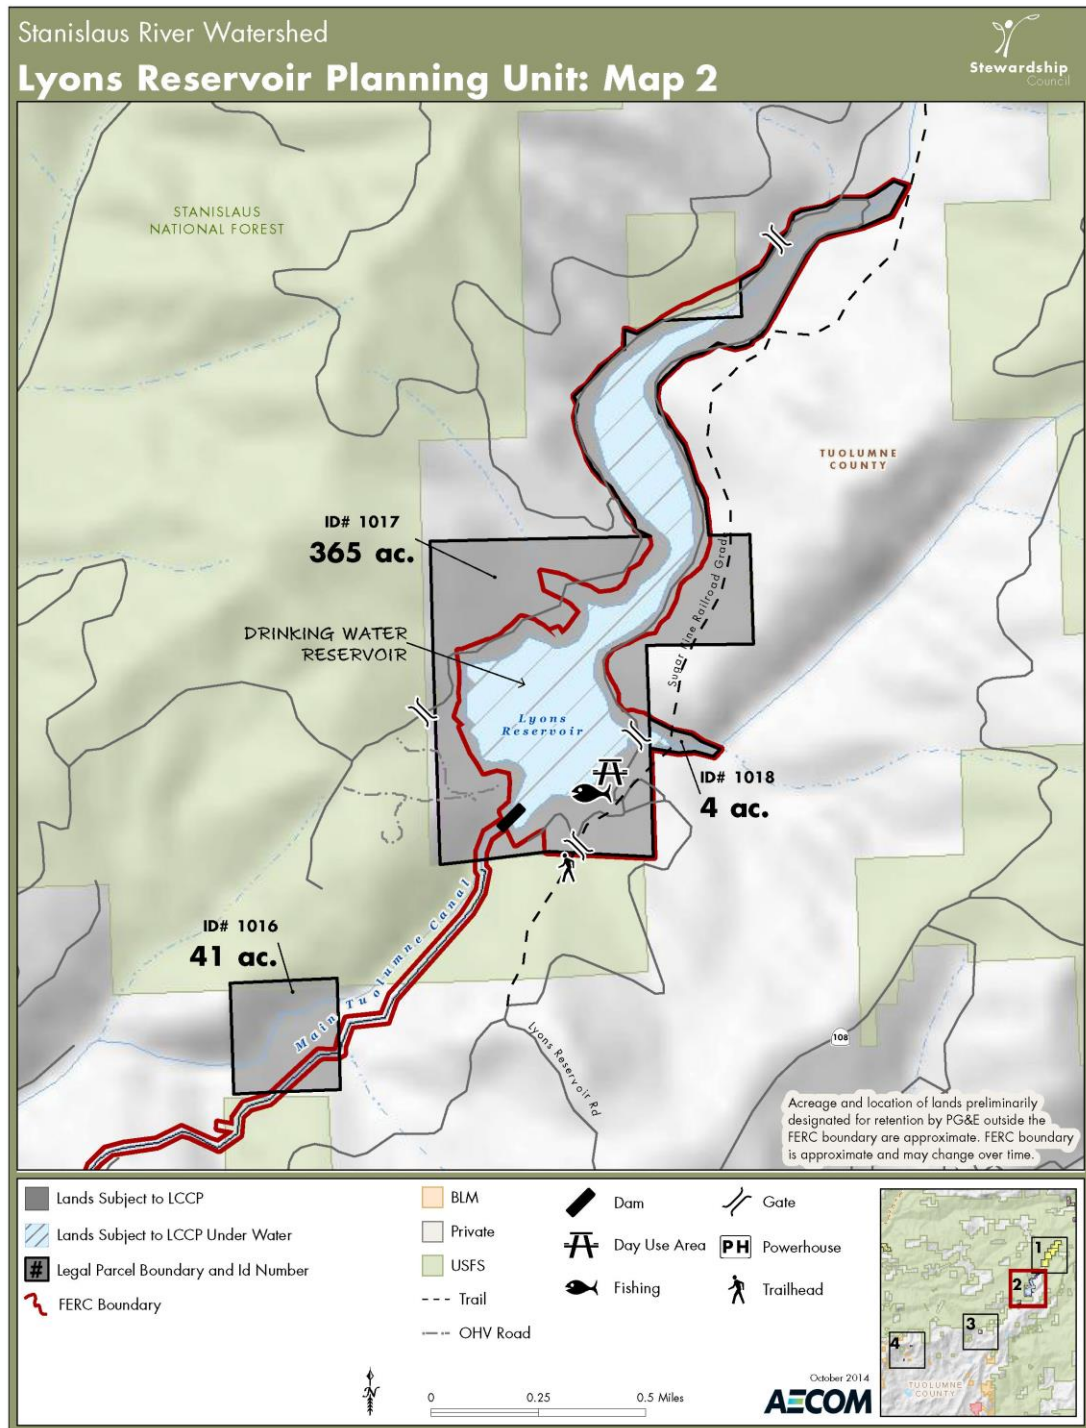 Stanislaus River Watershed
Lyons Reservoir Planning Unit: Map 2
Stewardship
Council
STANISLAUS
NATIONAL FOREST
TUOLUMNE
COUNTY
ID# 1017
365 ac.
DRINKING WATER
RESERVOIR
Lyons
Reservoir
Sugar Pine Railroad Grade
ID# 1018
4 ac.
ID# 1016
41 ac.
Main Tuolumne Canal
Lyons Reservoir Rd
108
Acreage and location of lands preliminarily
designated for retention by PG&E outside the
FERC boundary are approximate. FERC boundary
is approximate and may change over time.
Lands Subject to LCCP
Lands Subject to LCCP Under Water
# Legal Parcel Boundary and Id Number
FERC Boundary
BLM
Private
USFS
Trail
OHV Road
Dam
Day Use Area
Fishing
Gate
PH Powerhouse
Trailhead
1
2
3
4
TUOLUMNE
COUNTY
N
0 0.25 0.5 Miles
October 2014
AECOM